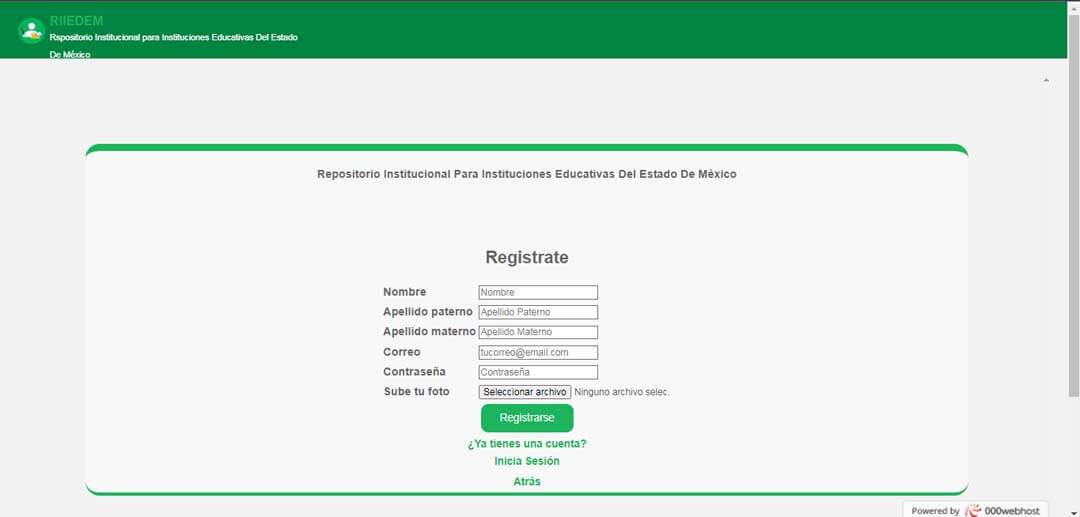 RIIEDEM
Rspositorio Institucional para Instituciones Educativas Del Estado
De México
Repositorio Institucional Para Instituciones Educativas Del Estado De México
Registrate
Nombre Nombre
Apellido paterno Apellido Paterno
Apellido materno Apellido Materno
Correo tucorreo@email.com
Contraseña Contraseña
Sube tu foto Seleccionar archivo Ninguno archivo selec.
Registrarse
¿Ya tienes una cuenta?
Inicia Sesión
Atrás
Powered by 000webhost